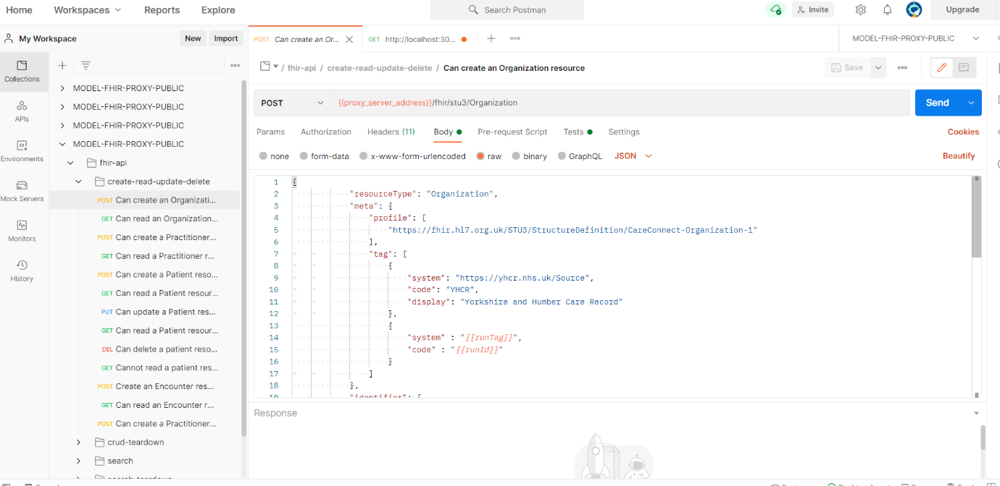 Home Workspaces Reports Explore Search Postman Invite Upgrade
My Workspace New Import POST Can create an Or... GET http://localhost:30... MODEL-FHIR-PROXY-PUBLIC
Collections
APIs
Environments
Mock Servers
Monitors
History
MODEL-FHIR-PROXY-PUBLIC
MODEL-FHIR-PROXY-PUBLIC
MODEL-FHIR-PROXY-PUBLIC
MODEL-FHIR-PROXY-PUBLIC
fhir-api
create-read-update-delete
POST Can create an Organizati...
GET Can read an Organization...
POST Can create a Practitioner...
GET Can read a Practitioner r...
POST Can create a Patient reso...
GET Can read a Patient resour...
PUT Can update a Patient res...
GET Can read a Patient resour...
DEL Can delete a patient reso...
GET Cannot read a patient res...
POST Create an Encounter res...
GET Can read an Encounter r...
POST Can create a Practitioner...
crud-teardown
search
/ fhir-api / create-read-update-delete / Can create an Organization resource Save
POST {{proxy_server_address}}/fhir/stu3/Organization Send
Params Authorization Headers (11) Body Pre-request Script Tests Settings Cookies
none form-data x-www-form-urlencoded raw binary GraphQL JSON Beautify
1 {
2 "resourceType": "Organization",
3 "meta": {
4 "profile": [
5 "https://fhir.hl7.org.uk/STU3/StructureDefinition/CareConnect-Organization-1"
6 ],
7 "tag": [
8 {
9 "system": "https://yhcr.nhs.uk/Source",
10 "code": "YHCR",
11 "display": "Yorkshire and Humber Care Record"
12 },
13 {
14 "system" : "{{runTag}}",
15 "code" : "{{runId}}"
16 }
17 ]
18 },
19 "identifier": [
Response